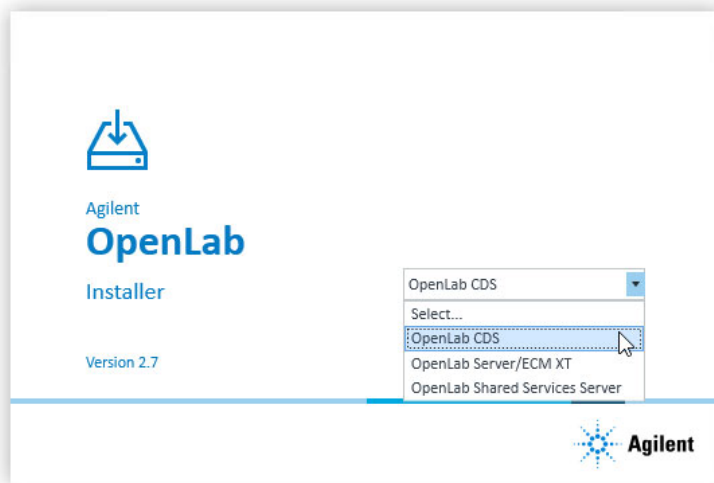 Agilent
OpenLab
Installer
Version 2.7
OpenLab CDS
Select...
OpenLab CDS
OpenLab Server/ECM XT
OpenLab Shared Services Server
Agilent